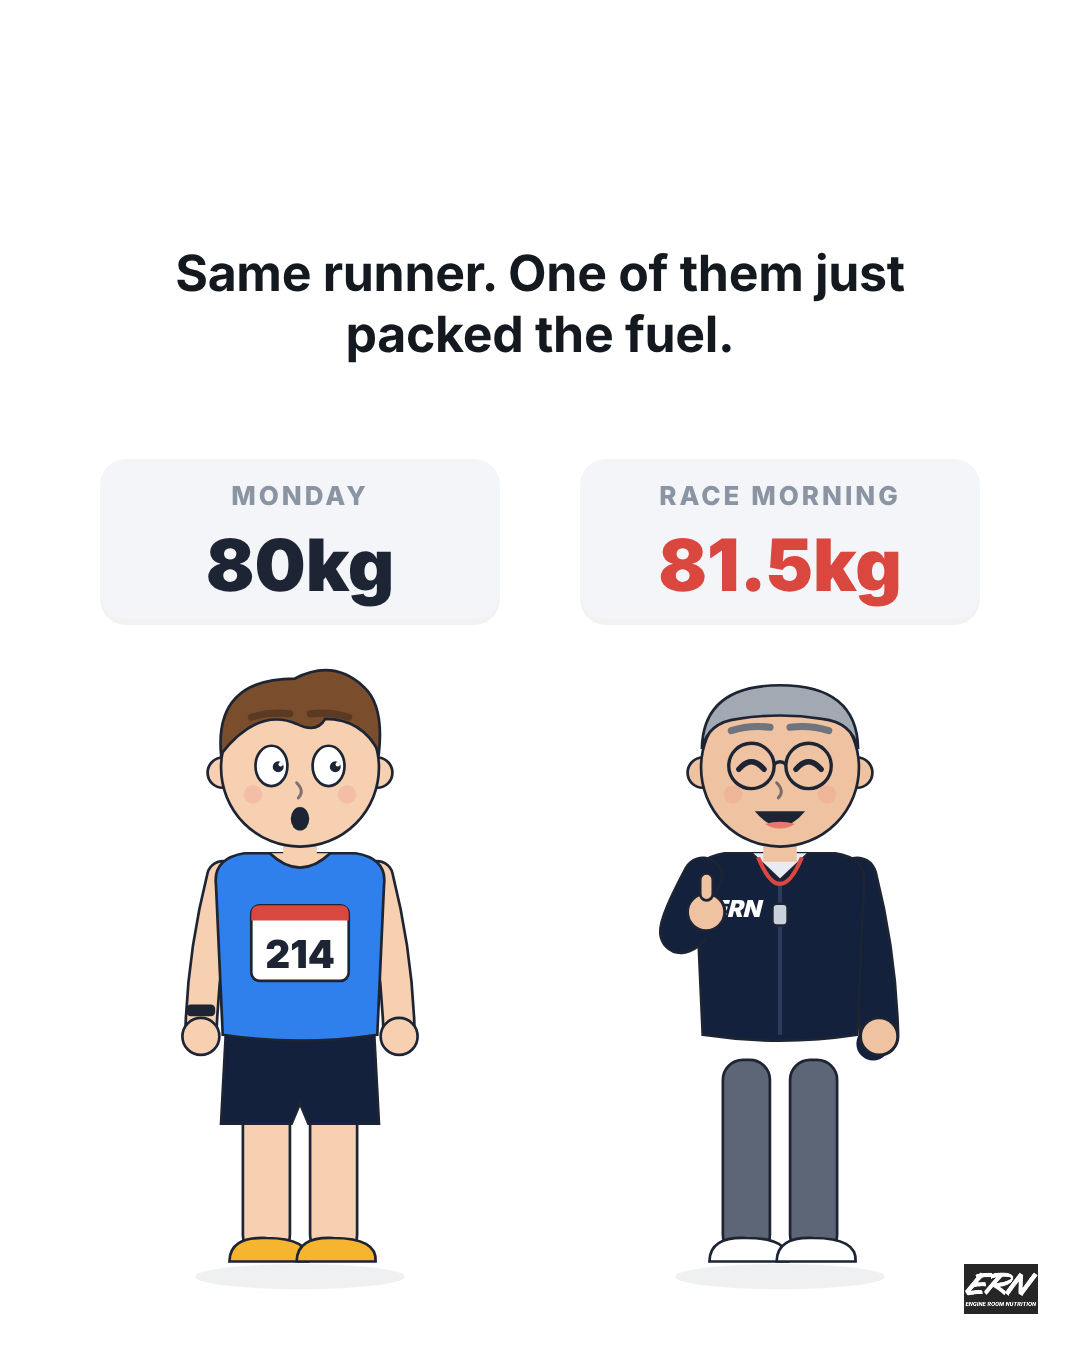 Same runner. One of them just
packed the fuel.
MONDAY
80kg
RACE MORNING
81.5kg
214
ERN
ERN
ENGINE ROOM NUTRITION